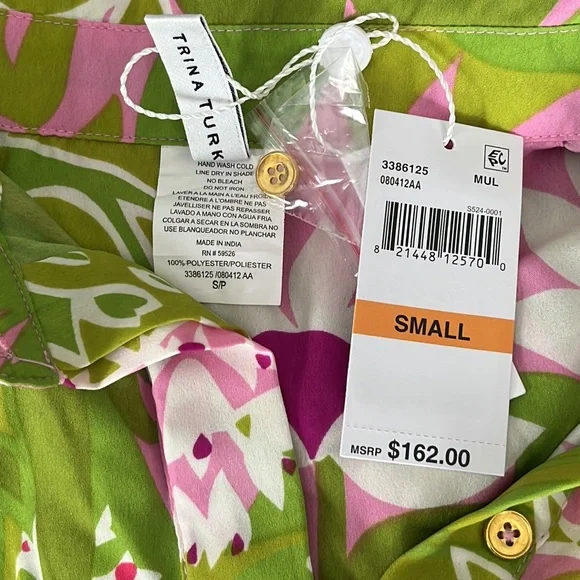 TRINA TURK
HAND WASH COLD
LINE DRY IN SHADE
NO BLEACH
DO NOT IRON
LAVER A LA MAIN A L'EAU FROIDE
ETENDRE A L'OMBRE NE PAS
JAVELLISER NE PAS REPASSER
LAVADO A MANO CON AGUA FRIA
COLGAR A SECAR EN LA SOMBRA NO
USE BLANQUEADOR NO PLANCHAR
MADE IN INDIA
RN # 59526
100% POLYESTER/POLIESTER
3386125 /080412 AA
S/P
3386125
080412AA
MUL
S524-0001
8 21448 12570 0
SMALL
MSRP $162.00